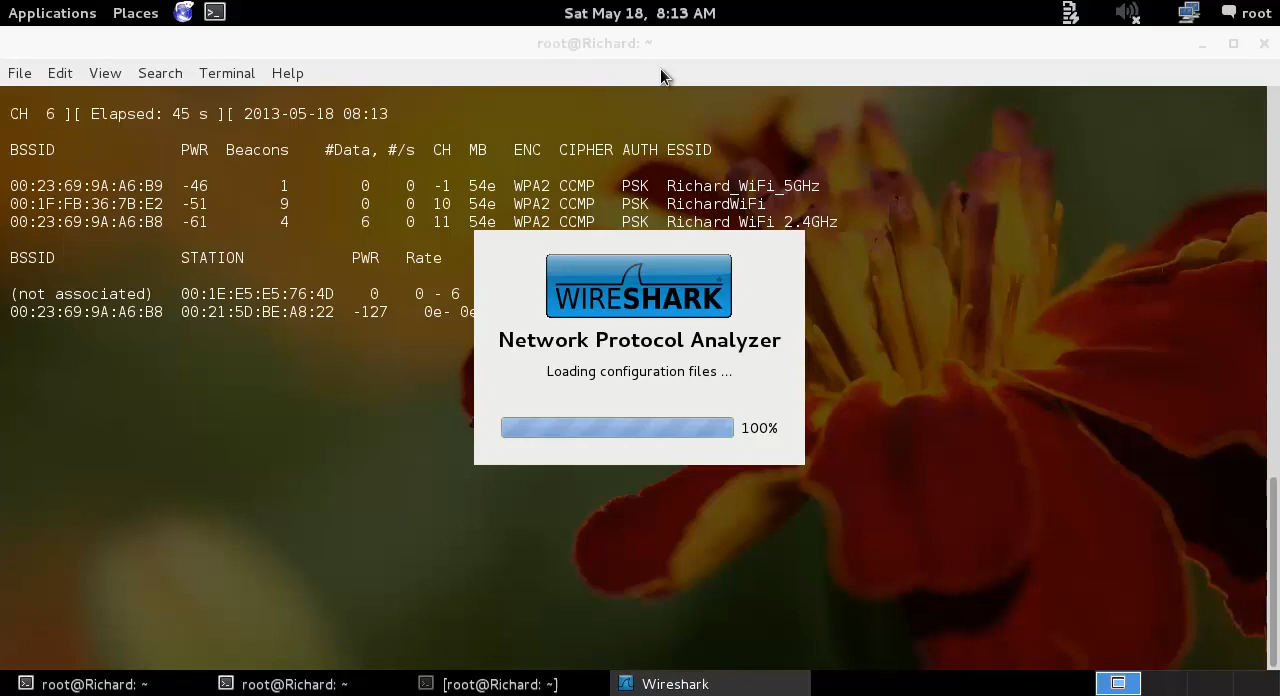 Applications Places Sat May 18, 8:13 AM root
root@Richard: ~
File Edit View Search Terminal Help
CH 6 ][ Elapsed: 45 s ][ 2013-05-18 08:13
BSSID PWR Beacons #Data, #/s CH MB ENC CIPHER AUTH ESSID
00:23:69:9A:A6:B9 -46 1 0 0 -1 54e WPA2 CCMP PSK Richard_WiFi_5GHz
00:1F:FB:36:7B:E2 -51 9 0 0 10 54e WPA2 CCMP PSK RichardWiFi
00:23:69:9A:A6:B8 -61 4 6 0 11 54e WPA2 CCMP PSK Richard WiFi 2.4GHz
BSSID STATION PWR Rate
(not associated) 00:1E:E5:E5:76:4D 0 0 - 6
00:23:69:9A:A6:B8 00:21:5D:BE:A8:22 -127 0e- 0e
WIRESHARK
Network Protocol Analyzer
Loading configuration files ...
100%
root@Richard: ~ root@Richard: ~ [root@Richard: ~] Wireshark